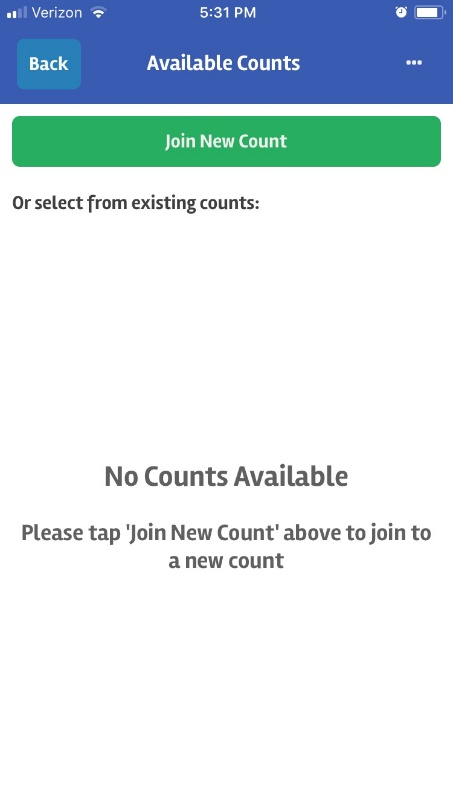 Verizon 5:31 PM
Back Available Counts
Join New Count
Or select from existing counts:
No Counts Available
Please tap 'Join New Count' above to join to
a new count